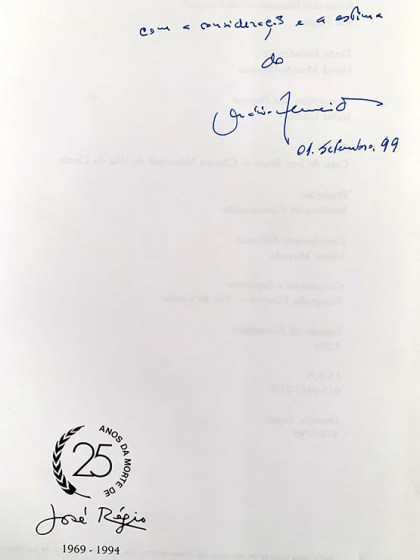 com a consideração e a estima
do
01. Setembro. 99
25
ANOS DA MORTE DE
José Régio
1969 - 1994